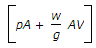 [pA + w/g AV]